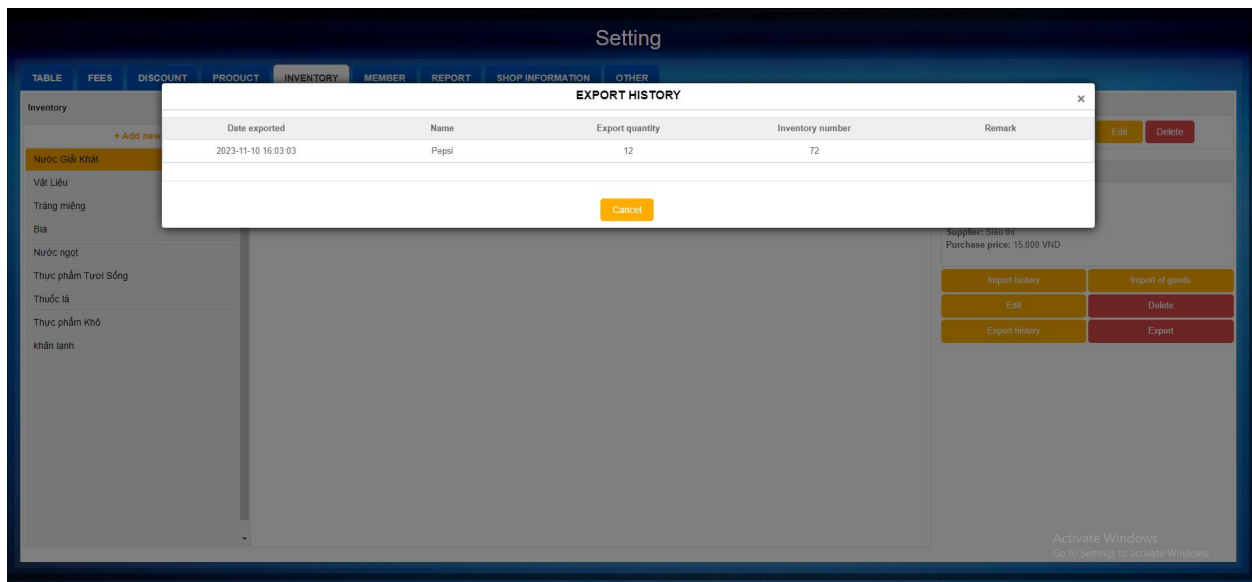 Setting
TABLE FEES DISCOUNT PRODUCT INVENTORY MEMBER REPORT SHOP INFORMATION OTHER
EXPORT HISTORY ×
Date exported Name Export quantity Inventory number Remark
2023-11-10 16:03:03 Pepsi 12 72
Cancel
Inventory
+ Add new
Nước Giải Khát
Vật Liệu
Tráng miệng
Bia
Nước ngọt
Thực phẩm Tươi Sống
Thuốc lá
Thực phẩm Khô
khăn lạnh
Edit Delete
Supplier: Siêu thị
Purchase price: 15,000 VND
Import history Import of goods
Edit Delete
Export history Export
Activate Windows
Go to Settings to activate Windows.